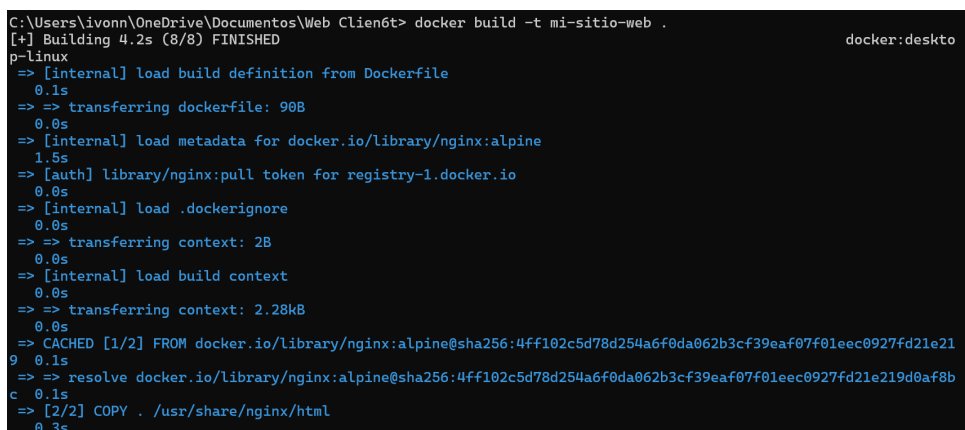 C:\Users\ivonn\OneDrive\Documentos\Web Clien6t> docker build -t mi-sitio-web .
[+] Building 4.2s (8/8) FINISHED docker:deskto
p-linux
=> [internal] load build definition from Dockerfile
0.1s
=> => transferring dockerfile: 90B
0.0s
=> [internal] load metadata for docker.io/library/nginx:alpine
1.5s
=> [auth] library/nginx:pull token for registry-1.docker.io
0.0s
=> [internal] load .dockerignore
0.0s
=> => transferring context: 2B
0.0s
=> [internal] load build context
0.0s
=> => transferring context: 2.28kB
0.0s
=> CACHED [1/2] FROM docker.io/library/nginx:alpine@sha256:4ff102c5d78d254a6f0da062b3cf39eaf07f01eec0927fd21e21
9 0.1s
=> => resolve docker.io/library/nginx:alpine@sha256:4ff102c5d78d254a6f0da062b3cf39eaf07f01eec0927fd21e219d0af8b
c 0.1s
=> [2/2] COPY . /usr/share/nginx/html
0.3s